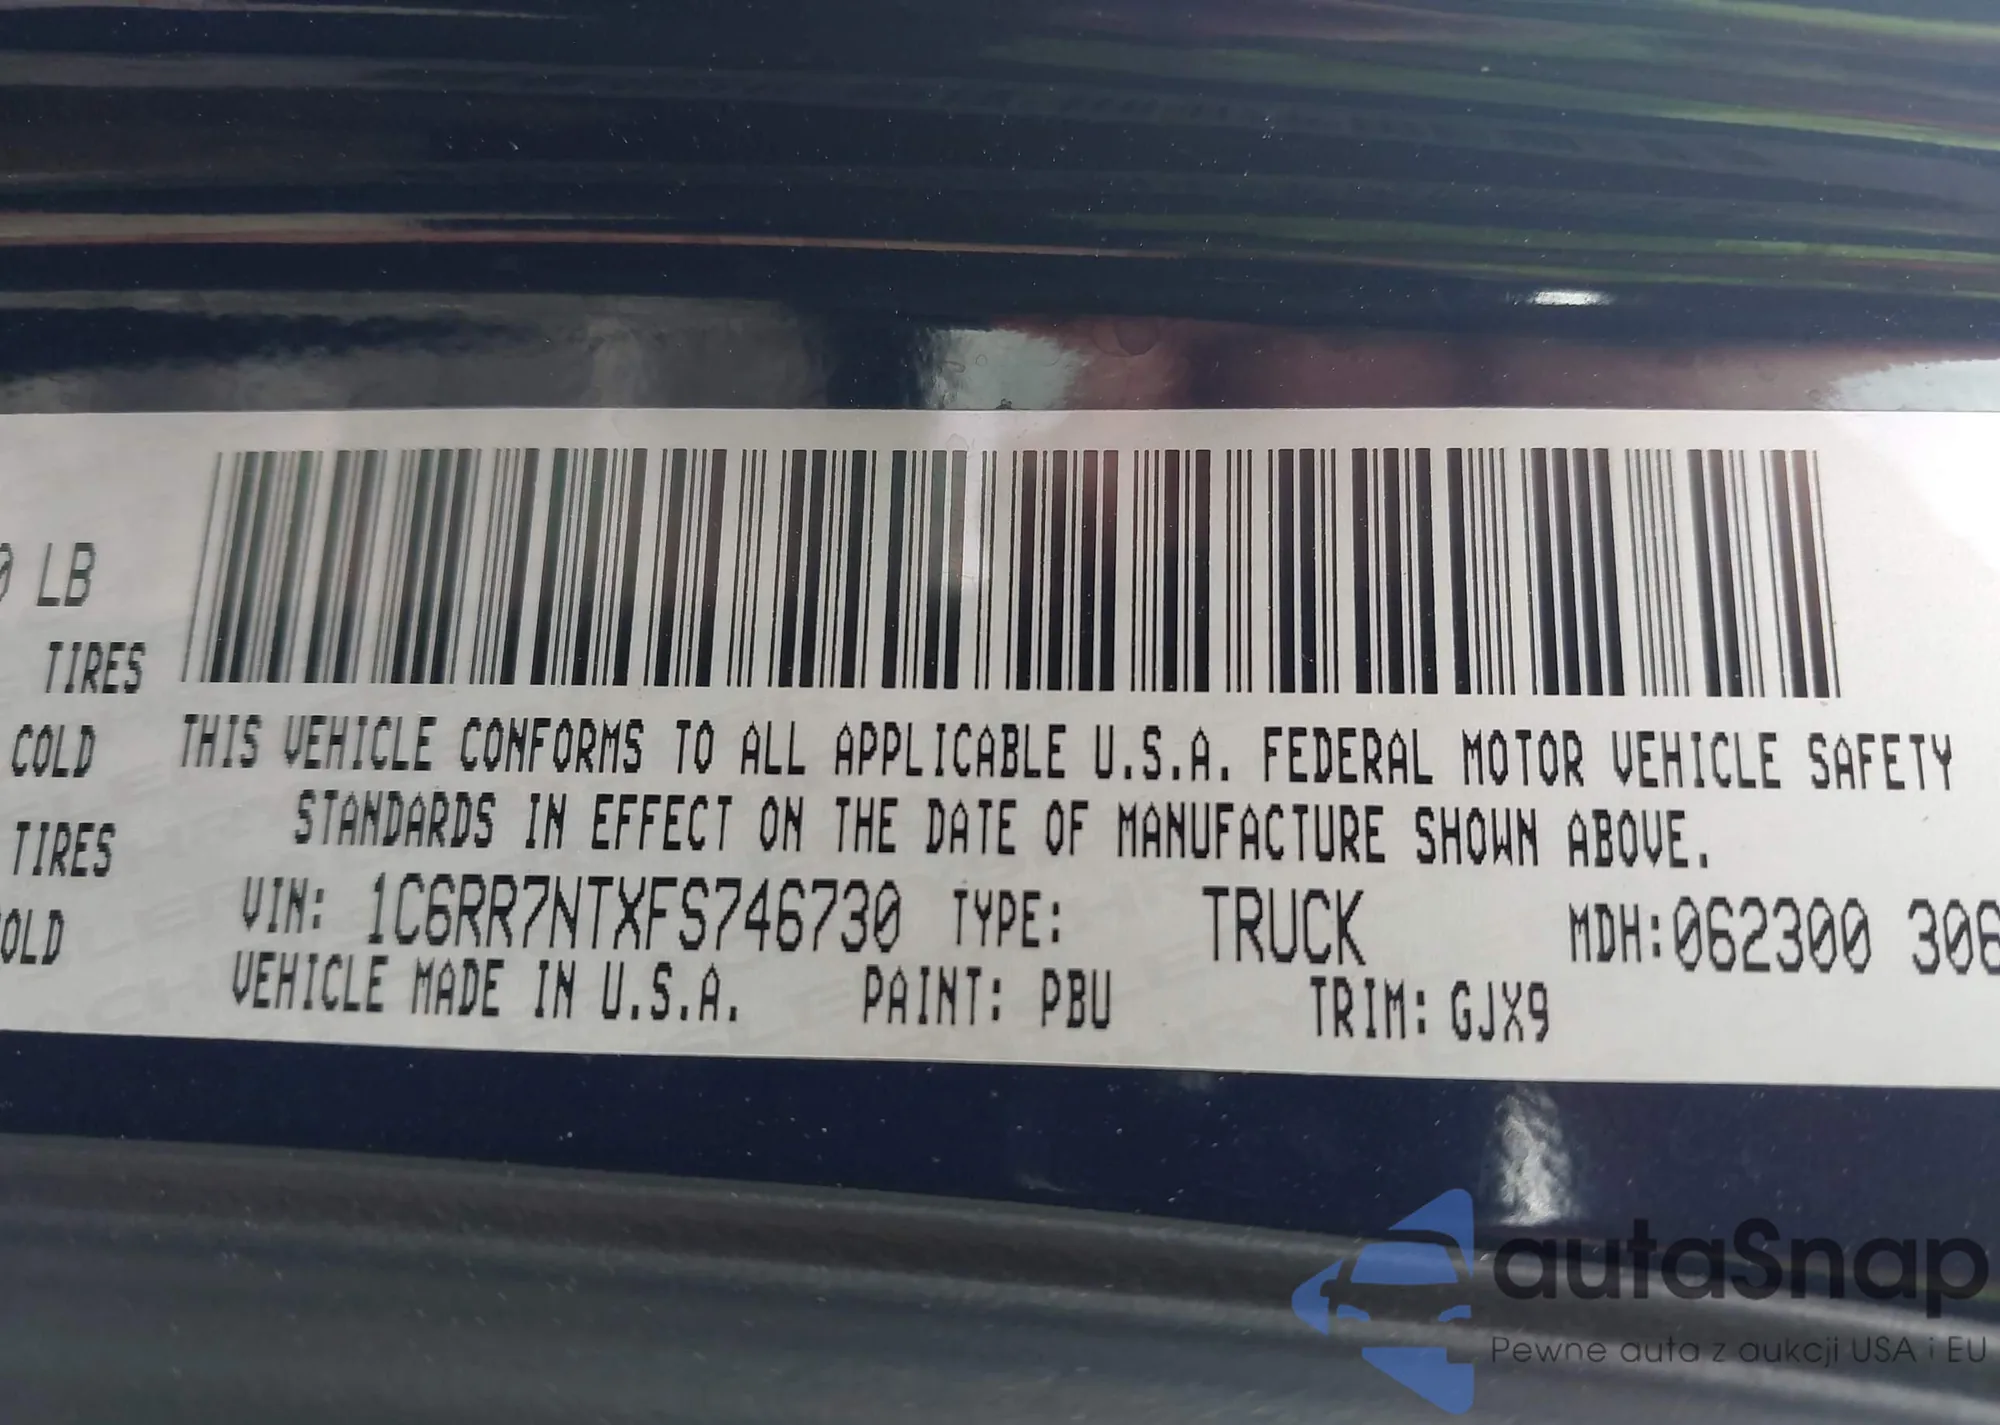 0 LB
TIRES
COLD
TIRES
OLD
THIS VEHICLE CONFORMS TO ALL APPLICABLE U.S.A. FEDERAL MOTOR VEHICLE SAFETY
STANDARDS IN EFFECT ON THE DATE OF MANUFACTURE SHOWN ABOVE.
VIN: 1C6RR7NTXFS746730 TYPE: TRUCK MDH:062300 306
VEHICLE MADE IN U.S.A. PAINT: PBU TRIM: GJX9
autaSnap
Pewne auta z aukcji USA i EU